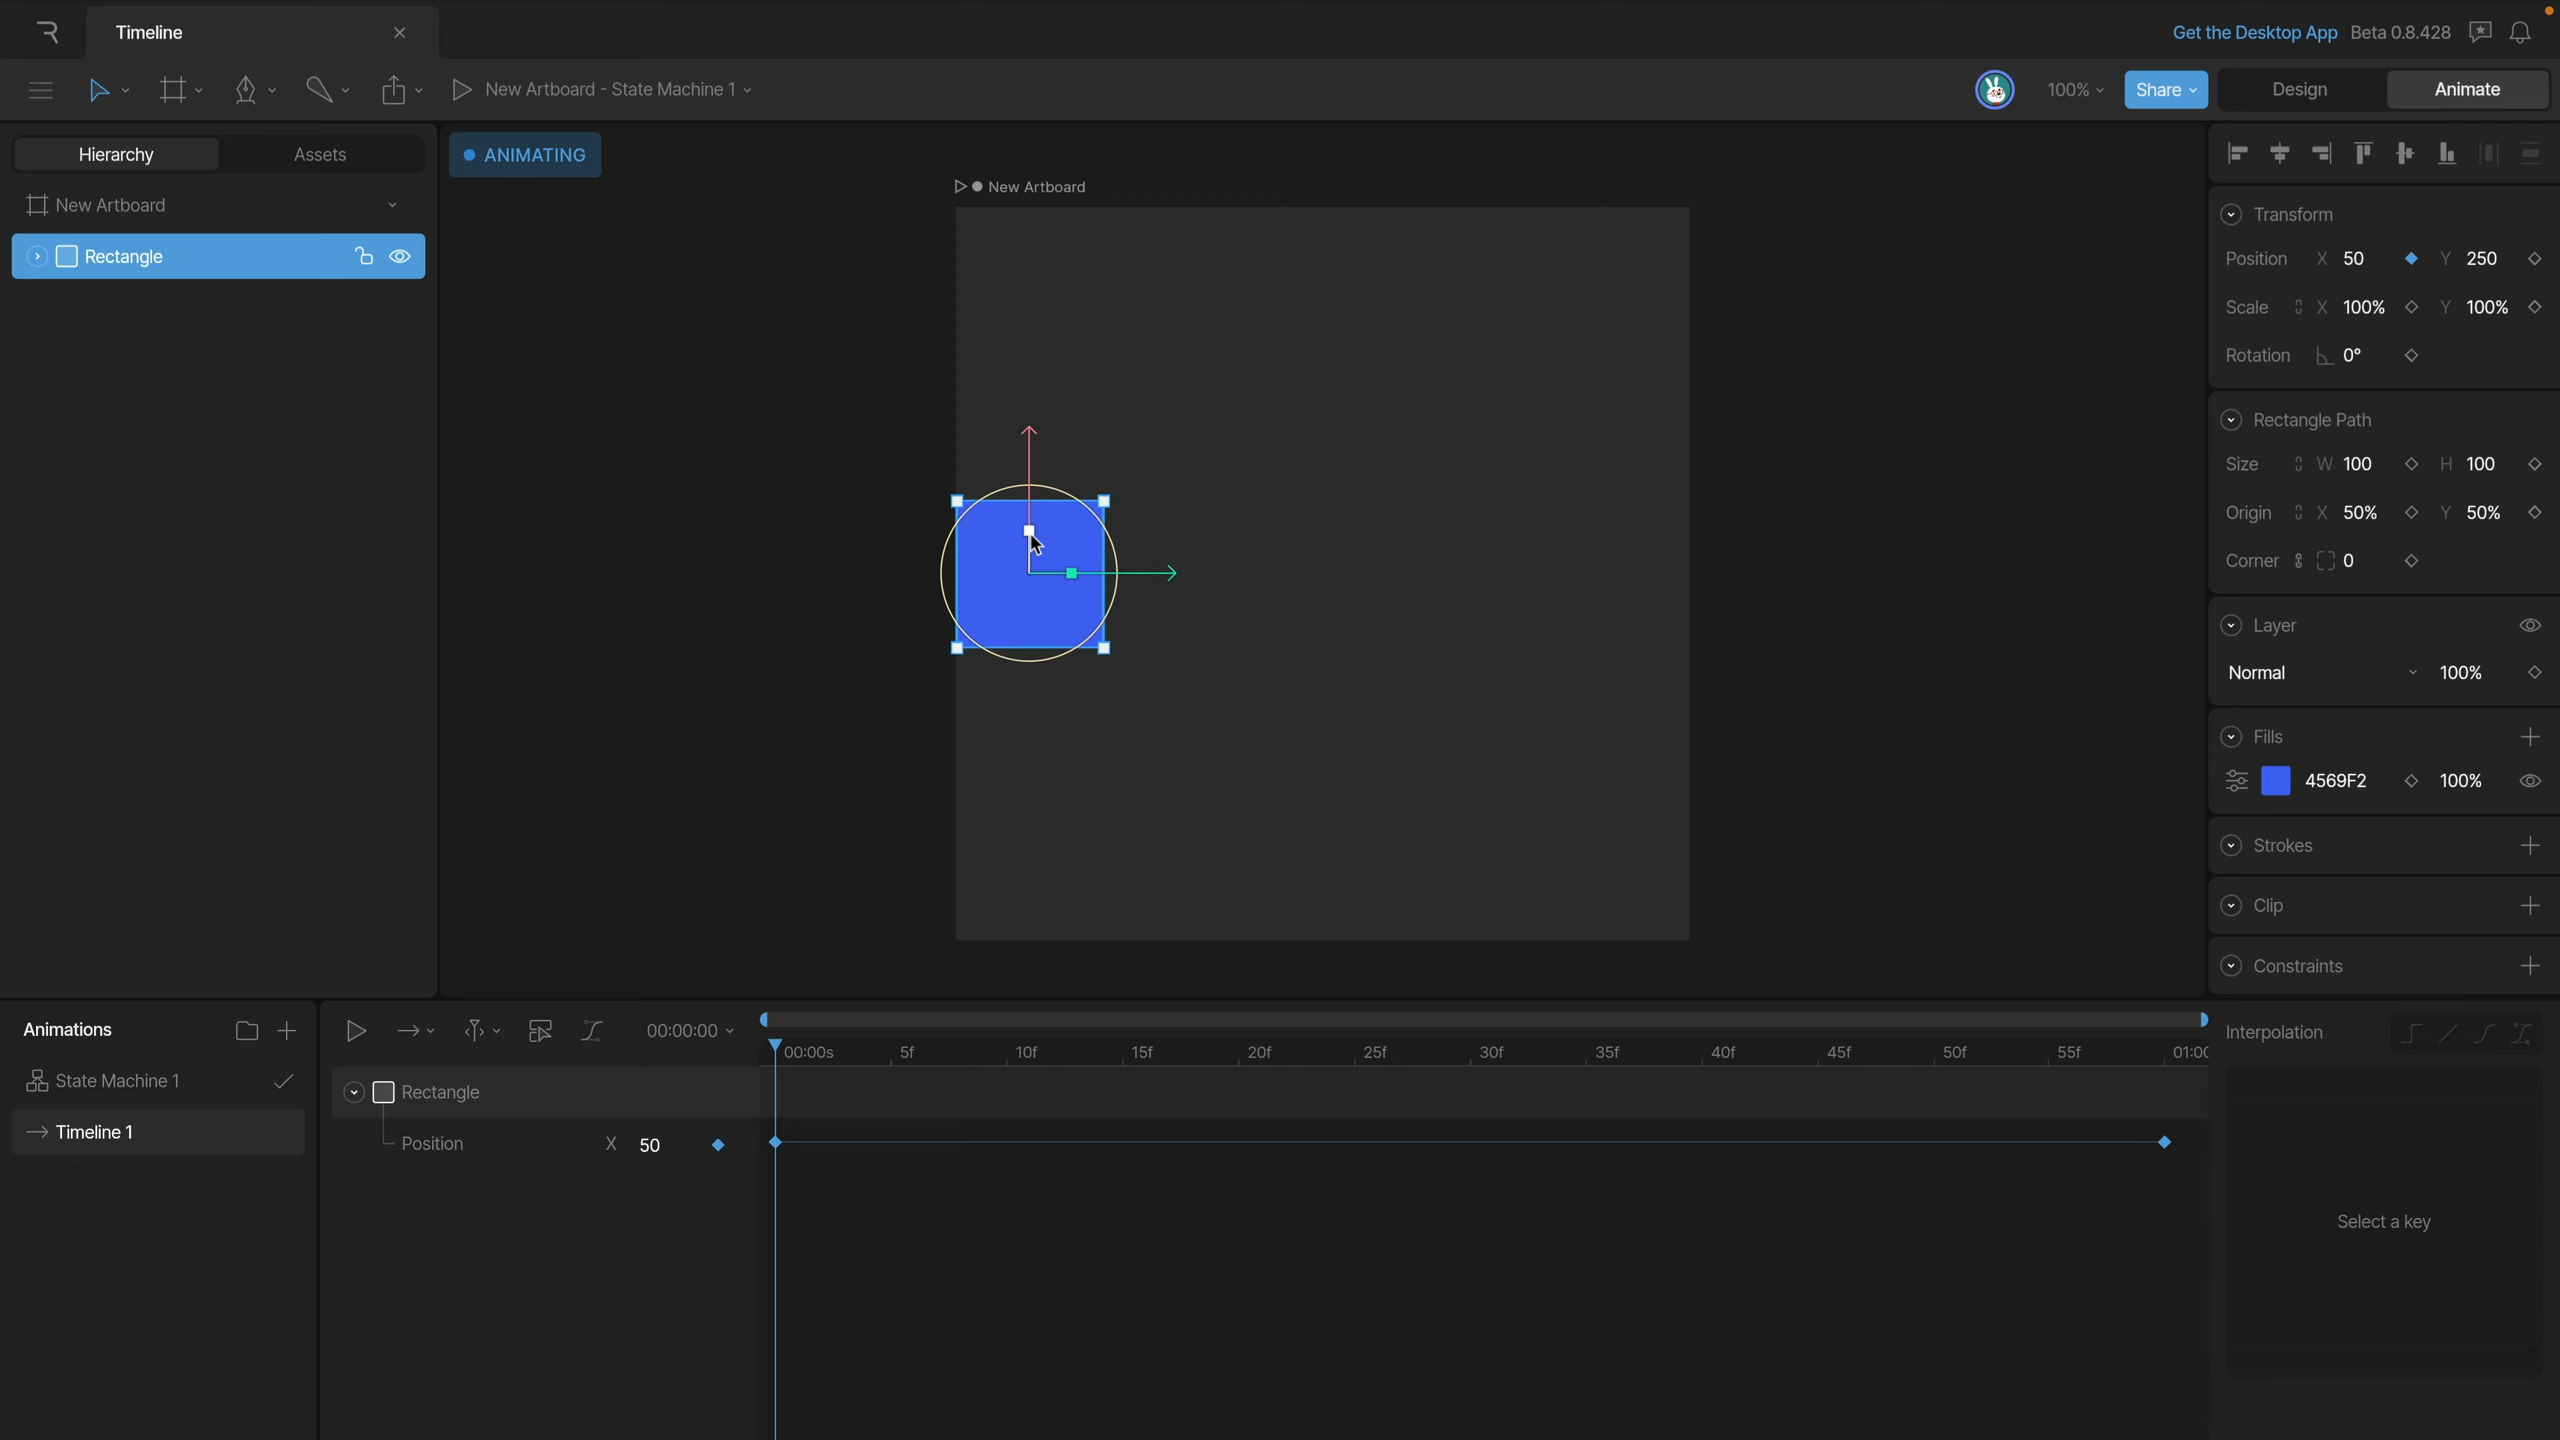 Timeline
Get the Desktop App Beta 0.8.428
New Artboard - State Machine 1
100%
Share
Design
Animate
Hierarchy
Assets
New Artboard
Rectangle
ANIMATING
New Artboard
Transform
Position X 50 Y 250
Scale X 100% Y 100%
Rotation 0°
Rectangle Path
Size W 100 H 100
Origin X 50% Y 50%
Corner 0
Layer
Normal 100%
Fills
4569F2 100%
Strokes
Clip
Constraints
Animations
State Machine 1
Timeline 1
00:00:00
00:00s 5f 10f 15f 20f 25f 30f 35f 40f 45f 50f 55f 01:00
Rectangle
Position X 50
Interpolation
Select a key